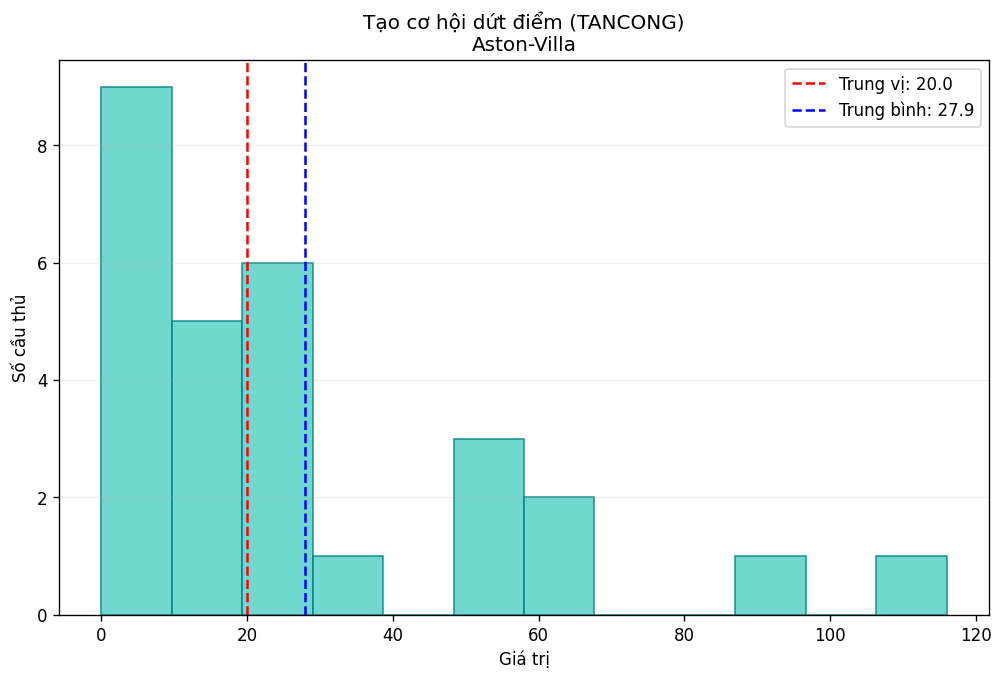 Tạo cơ hội dứt điểm (TANCONG)
Aston-Villa
Trung vị: 20.0
Trung bình: 27.9
Số cầu thủ
8
6
4
2
0
0 20 40 60 80 100 120
Giá trị